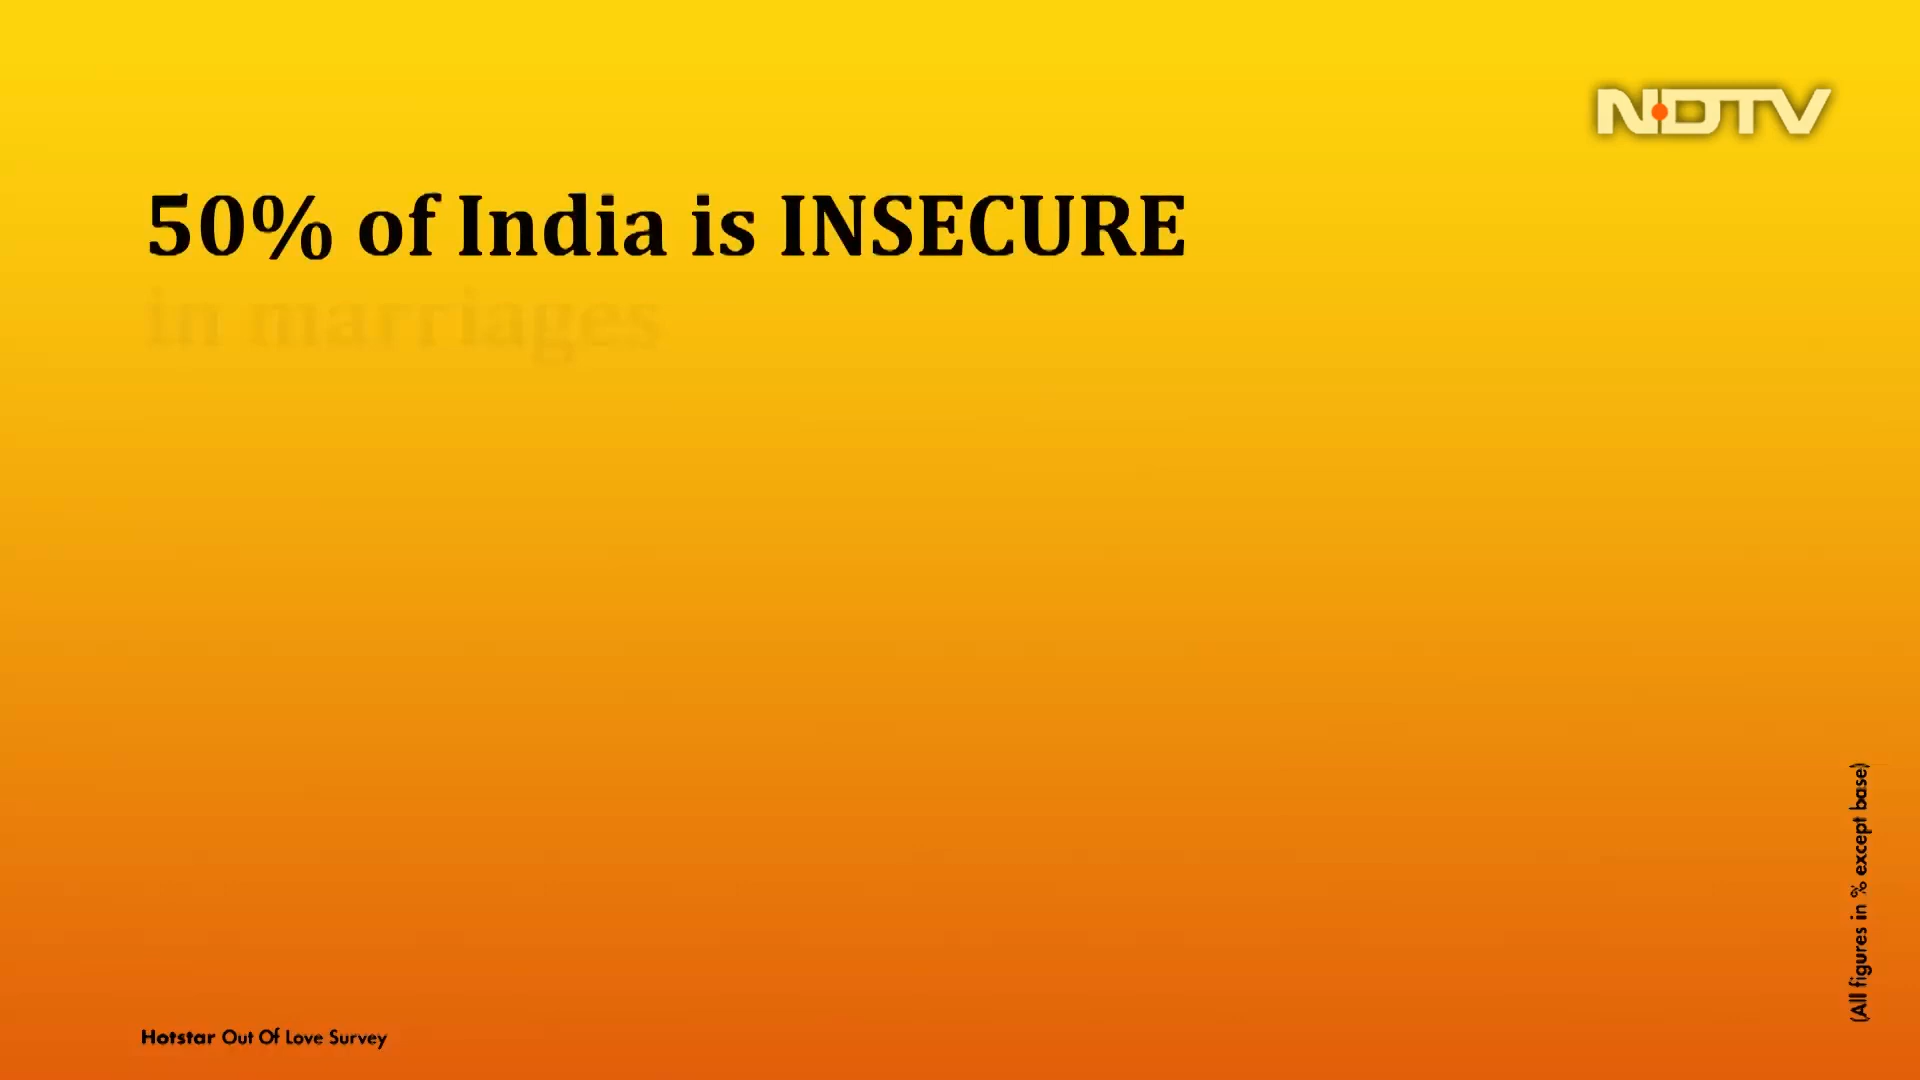 NDTV
50% of India is INSECURE
in marriages
(All figures in % except base)
Hotstar Out Of Love Survey